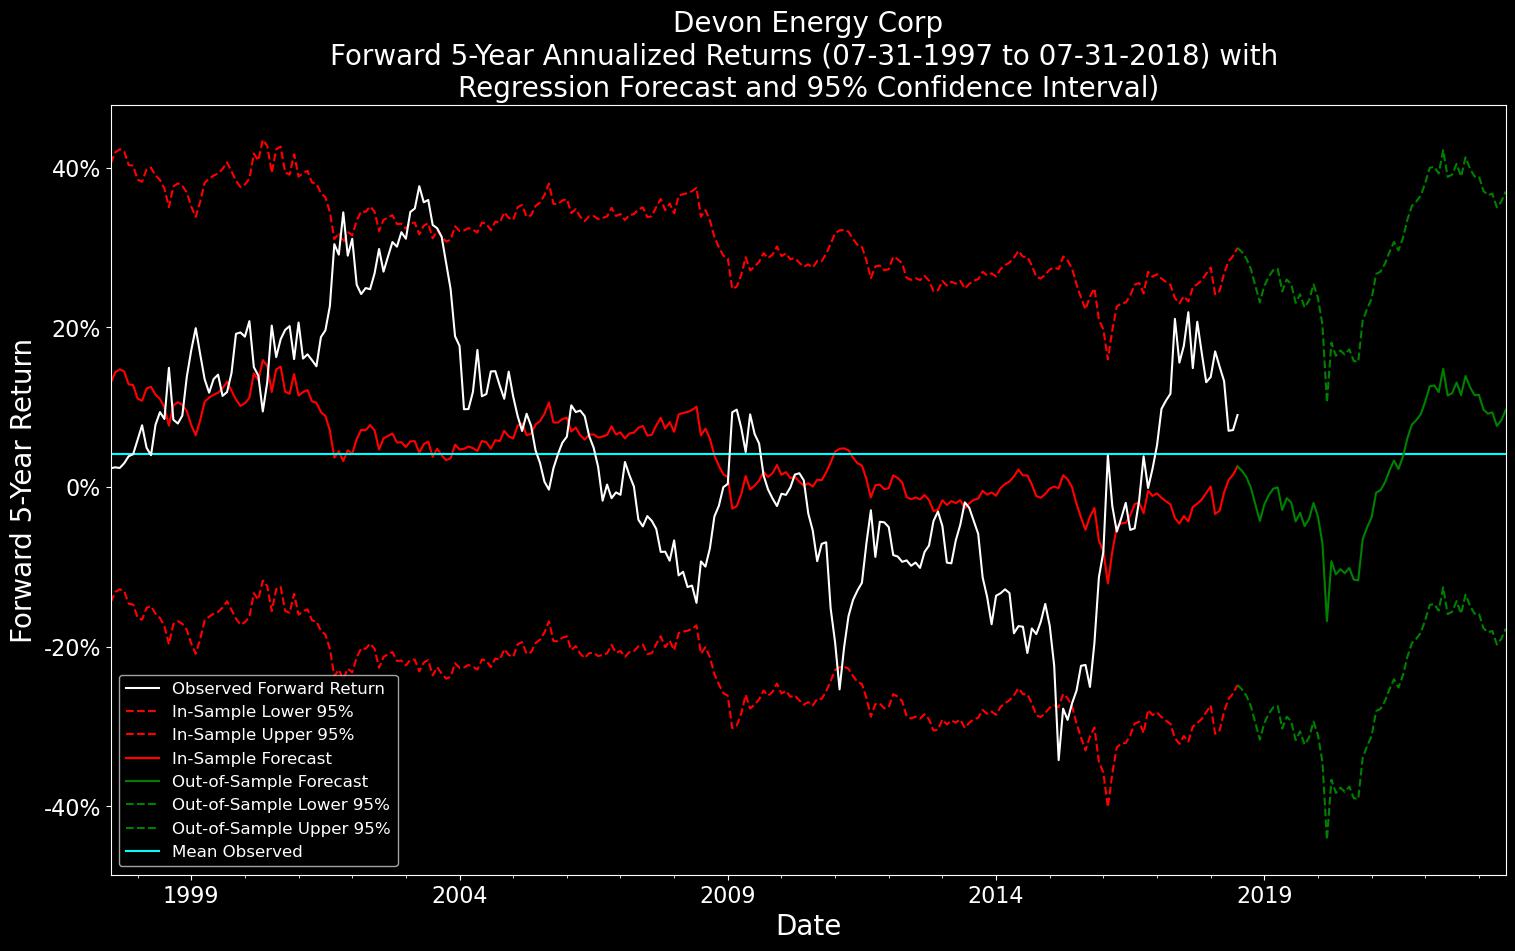 Devon Energy Corp
Forward 5-Year Annualized Returns (07-31-1997 to 07-31-2018) with
Regression Forecast and 95% Confidence Interval)
Forward 5-Year Return
40%
20%
0%
-20%
-40%
Observed Forward Return
In-Sample Lower 95%
In-Sample Upper 95%
In-Sample Forecast
Out-of-Sample Forecast
Out-of-Sample Lower 95%
Out-of-Sample Upper 95%
Mean Observed
1999 2004 2009 2014 2019
Date